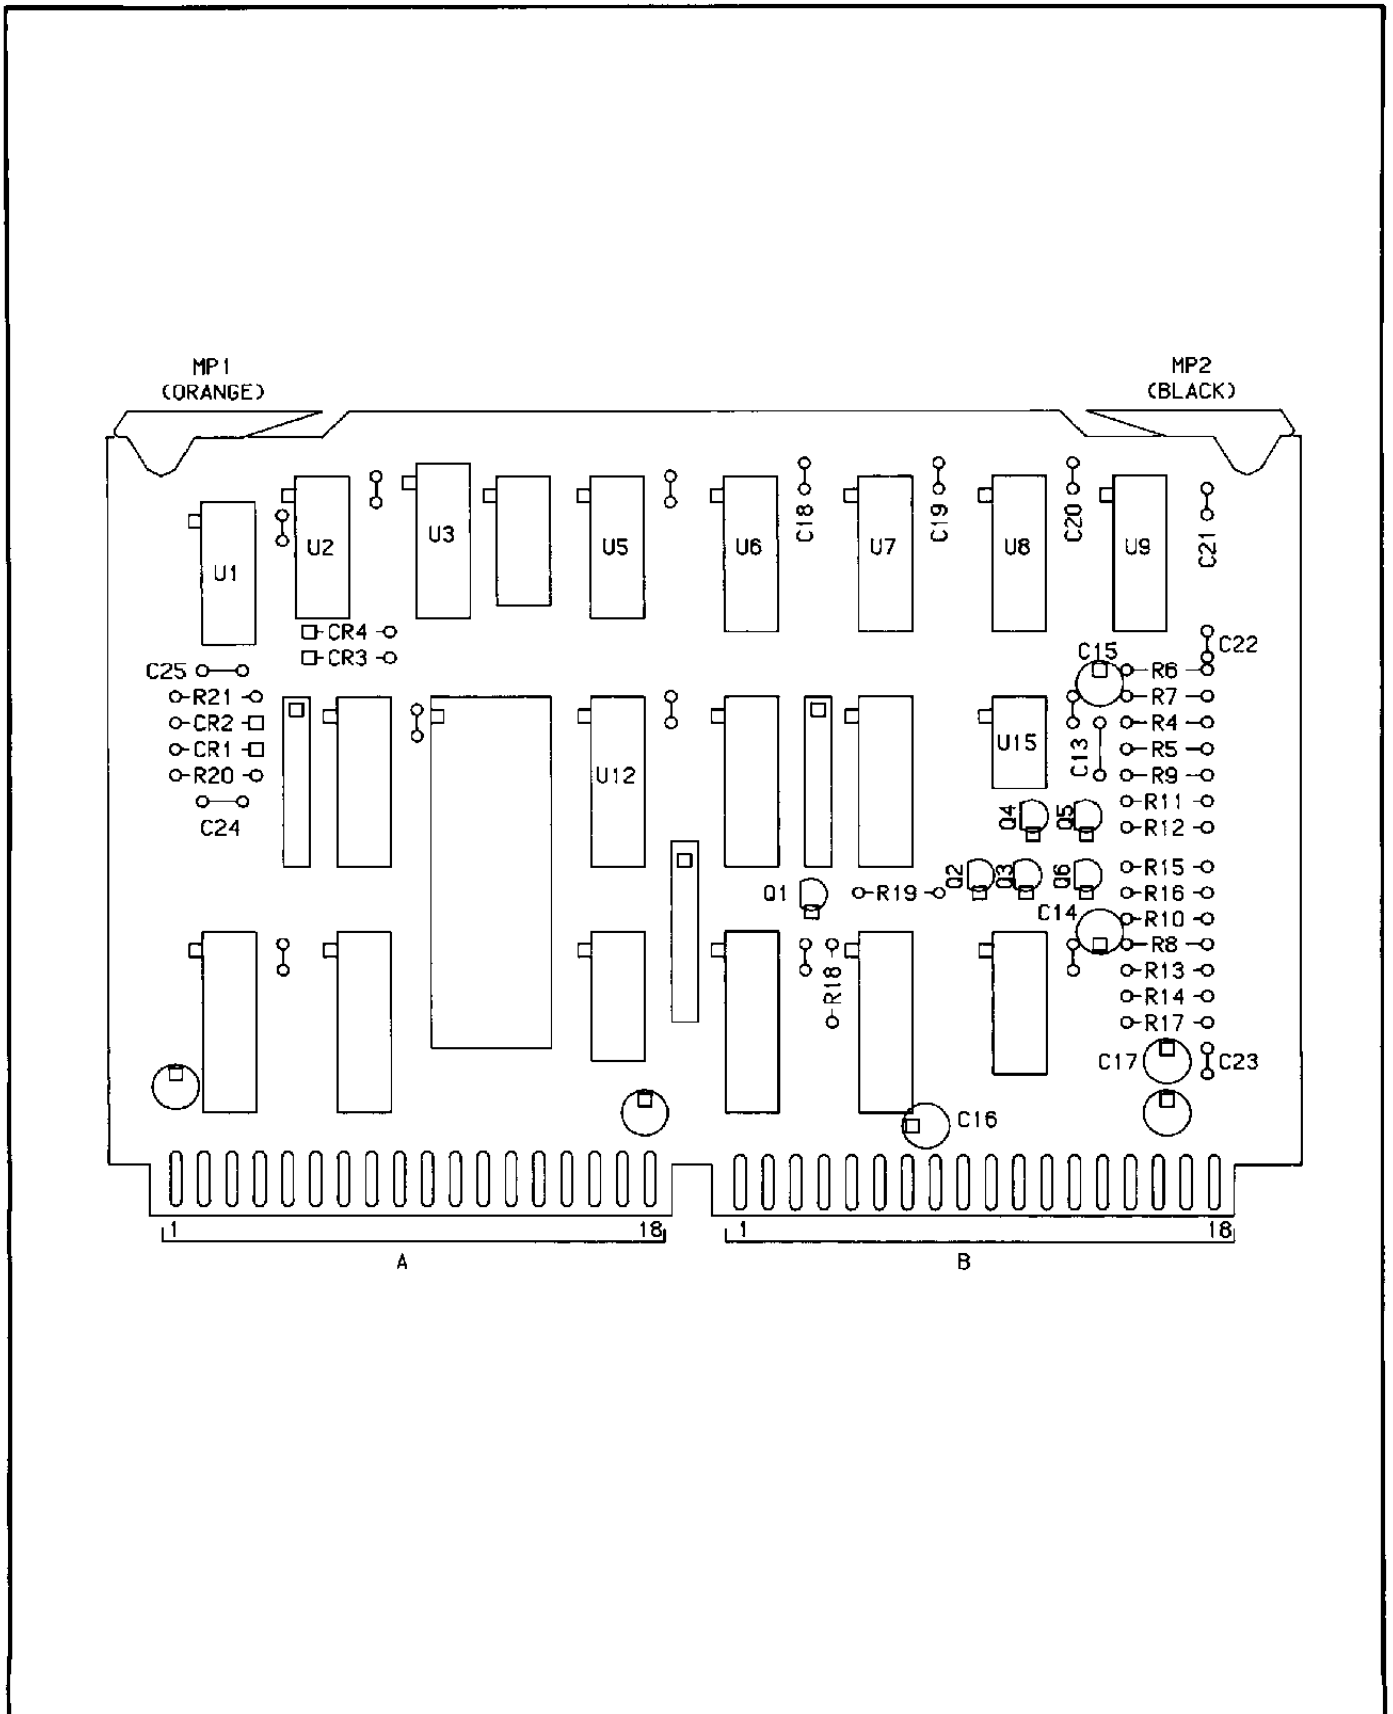 MP1
(ORANGE)
MP2
(BLACK)
U1
U2
U3
U5
U6
C18
U7
C19
U8
C20
U9
C21
CR4
CR3
C22
C25
R21
CR2
CR1
R20
C24
U12
U15
C15
C13
R6
R7
R4
R5
R9
R11
R12
Q4
Q5
Q1
R19
Q2
Q3
Q6
R15
R16
C14
R10
R8
R13
R14
R17
R18
C17
C23
C16
1
18
1
18
A
B